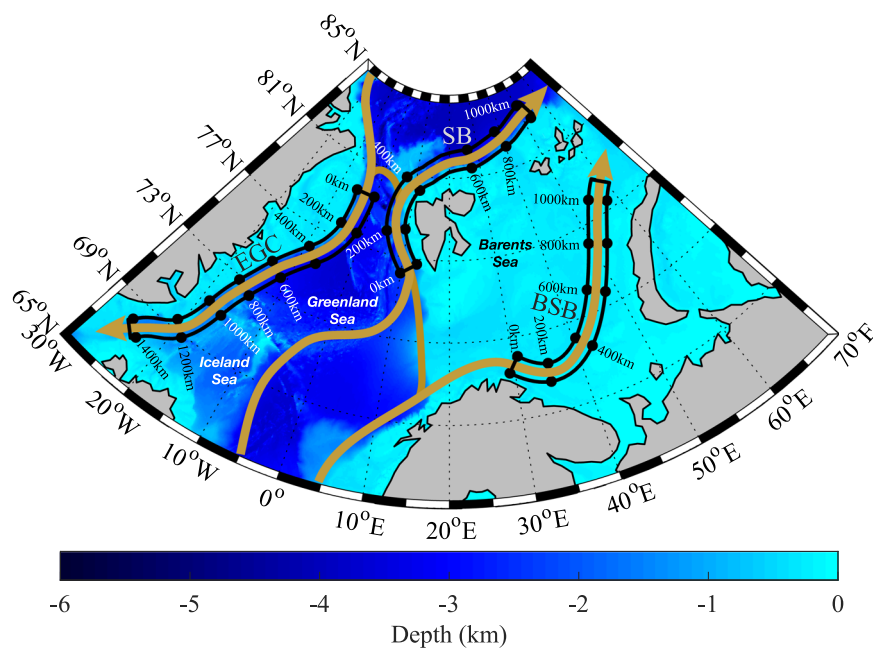 85°N
81°N
77°N
73°N
69°N
65°N
30°W
20°W
10°W
0°
10°E
20°E
30°E
40°E
50°E
60°E
70°E
SB
400km
600km
800km
1000km
0km
200km
EGC
0km
200km
400km
600km
800km
1000km
1200km
1400km
Greenland
Sea
Iceland
Sea
Barents
Sea
BSB
0km
200km
400km
600km
800km
1000km
-6
-5
-4
-3
-2
-1
0
Depth (km)